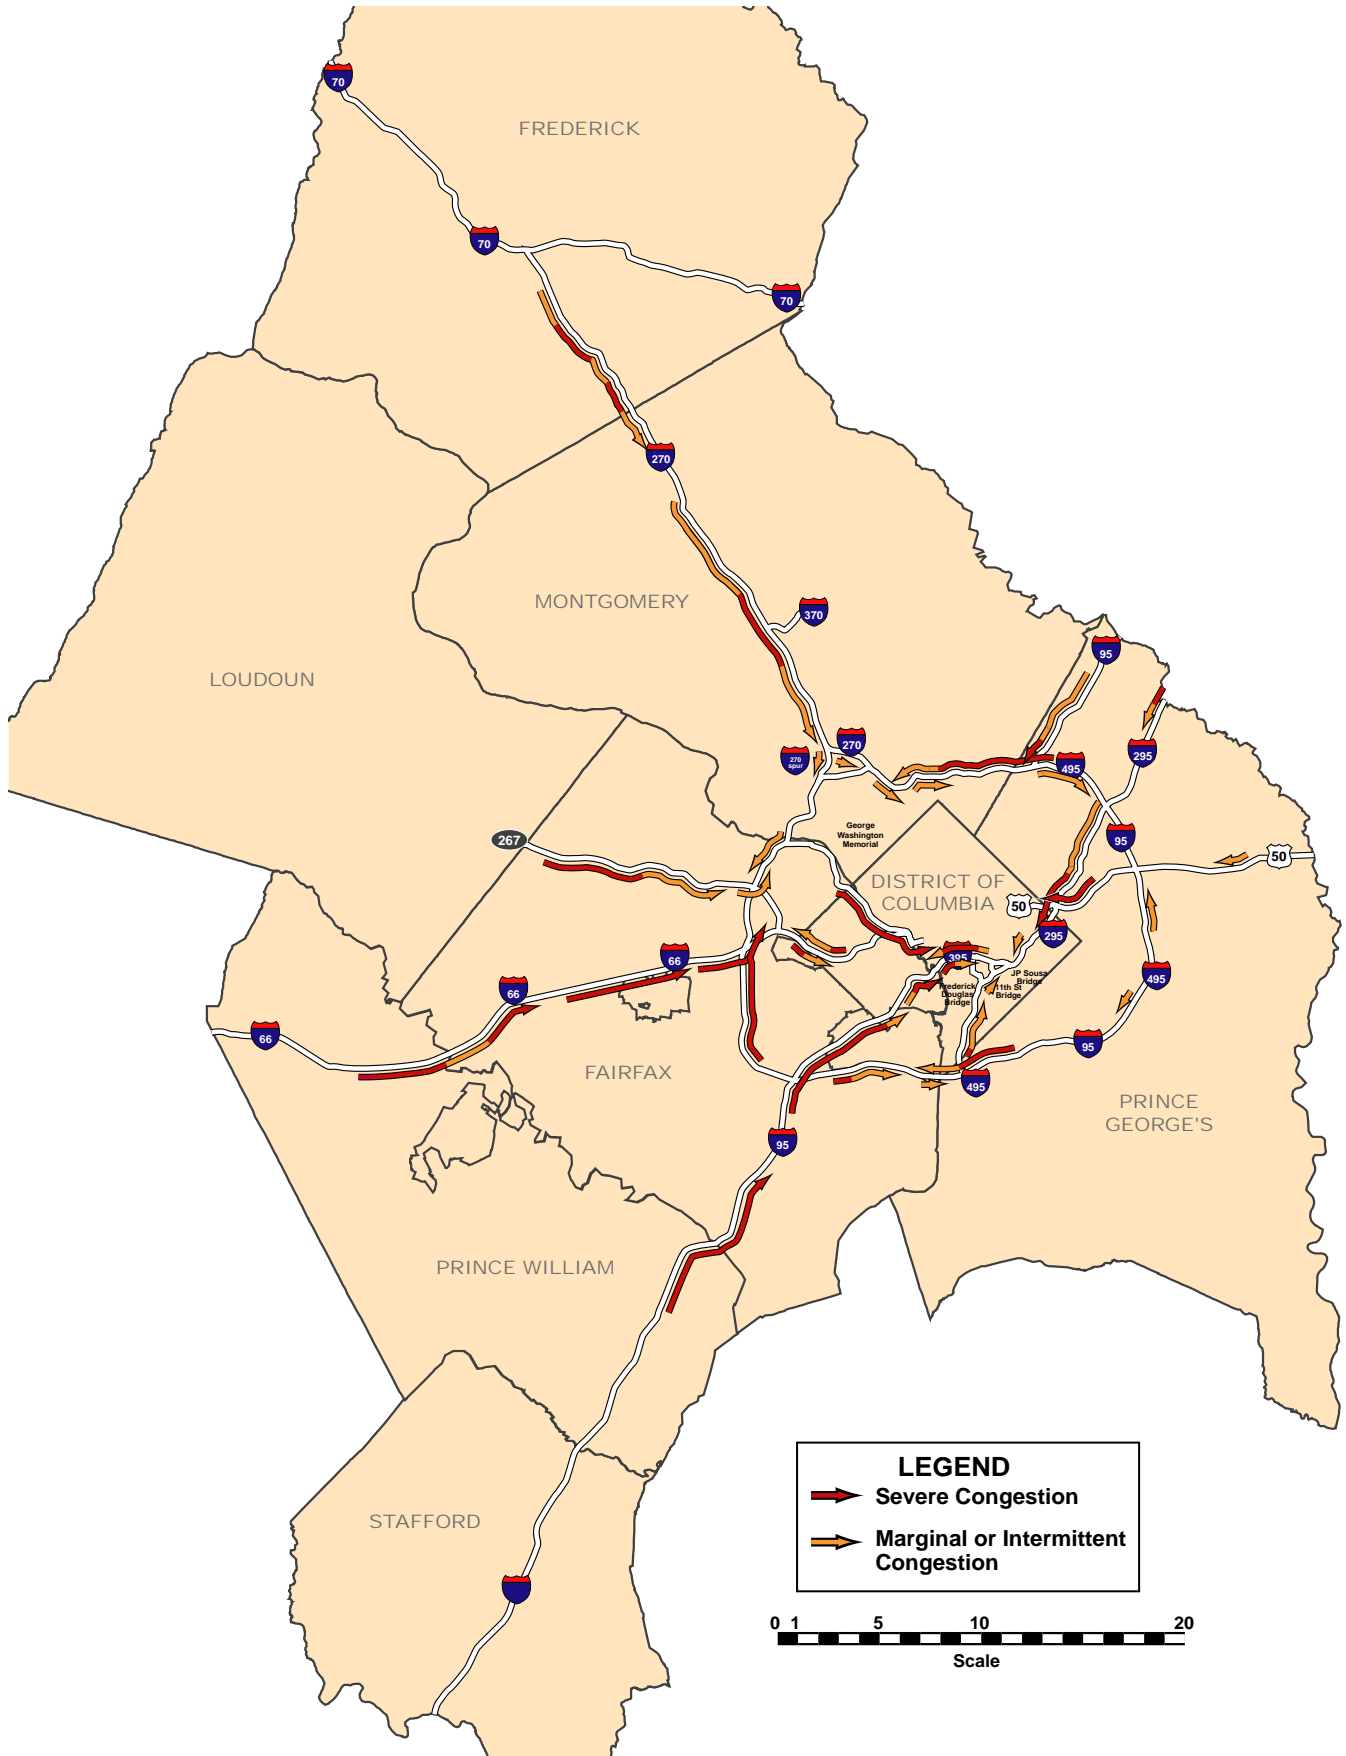 70
FREDERICK
70
70
270
MONTGOMERY
370
LOUDOUN
95
270
270
spur
295
495
267
George
Washington
Memorial
95
50
DISTRICT OF
COLUMBIA
50
295
66
395
66
JP Sousa
Bridge
495
Frederick
Douglas
Bridge
11th St
Bridge
66
95
FAIRFAX
495
PRINCE
GEORGE'S
95
PRINCE WILLIAM
LEGEND
Severe Congestion
Marginal or Intermittent
Congestion
STAFFORD
0 1 5 10 20
Scale